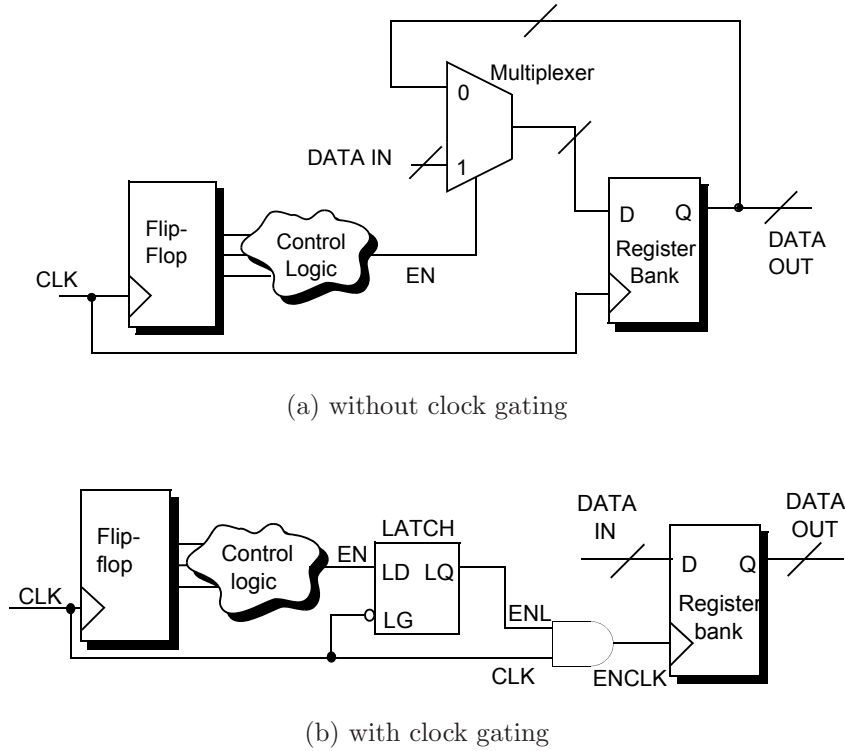 Multiplexer
0
DATA IN
1
Flip-
Flop
Control
Logic
EN
CLK
D
Q
Register
Bank
DATA
OUT
(a) without clock gating
Flip-
flop
Control
logic
EN
LATCH
LD
LQ
LG
CLK
ENL
CLK
ENCLK
DATA
IN
DATA
OUT
D
Q
Register
bank
(b) with clock gating